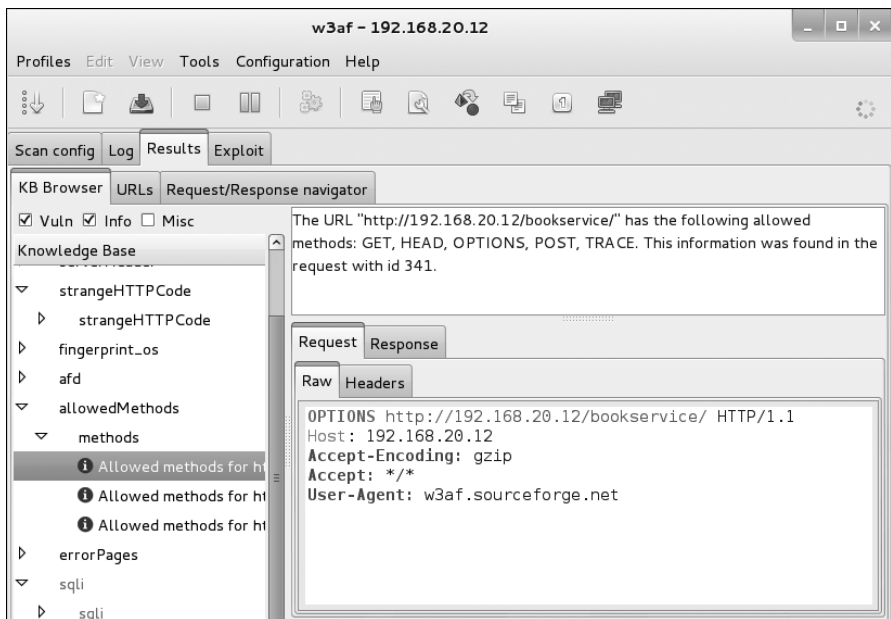 w3af – 192.168.20.12
Profiles Edit View Tools Configuration Help
Scan config Log Results Exploit
KB Browser URLs Request/Response navigator
Vuln Info Misc
Knowledge Base
strangeHTTPCode
strangeHTTPCode
fingerprint_os
afd
allowedMethods
methods
Allowed methods for ht
Allowed methods for ht
Allowed methods for ht
errorPages
sqli
sqli
The URL "http://192.168.20.12/bookservice/" has the following allowed
methods: GET, HEAD, OPTIONS, POST, TRACE. This information was found in the
request with id 341.
Request Response
Raw Headers
OPTIONS http://192.168.20.12/bookservice/ HTTP/1.1
Host: 192.168.20.12
Accept-Encoding: gzip
Accept: */*
User-Agent: w3af.sourceforge.net